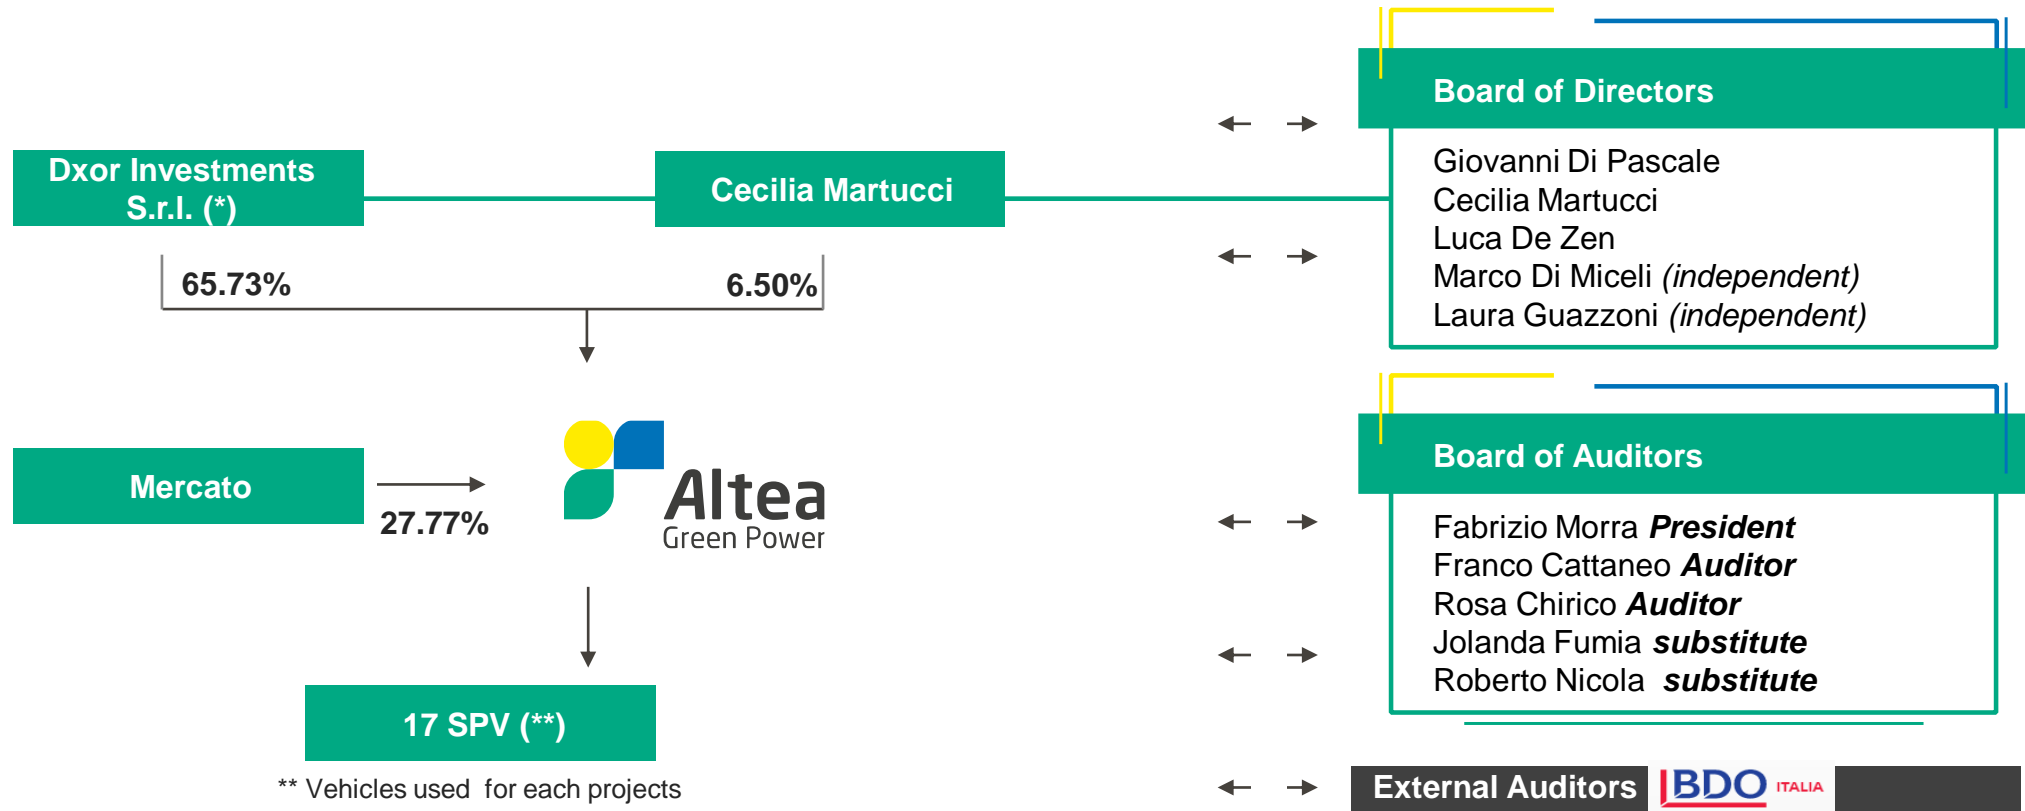 Dxor Investments
S.r.l. (*)
Cecilia Martucci
65.73%
6.50%
Mercato
27.77%
Altea
Green Power
17 SPV (**)
** Vehicles used  for each projects
Board of Directors
Giovanni Di Pascale
Cecilia Martucci
Luca De Zen
Marco Di Miceli (independent)
Laura Guazzoni (independent)
Board of Auditors
Fabrizio Morra President
Franco Cattaneo Auditor
Rosa Chirico Auditor
Jolanda Fumia substitute
Roberto Nicola  substitute
External Auditors
BDO ITALIA